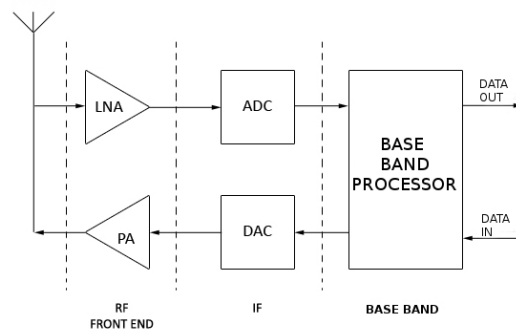 LNA
ADC
DATA
OUT
BASE
BAND
PROCESSOR
PA
DAC
DATA
IN
RF
FRONT END
IF
BASE BAND